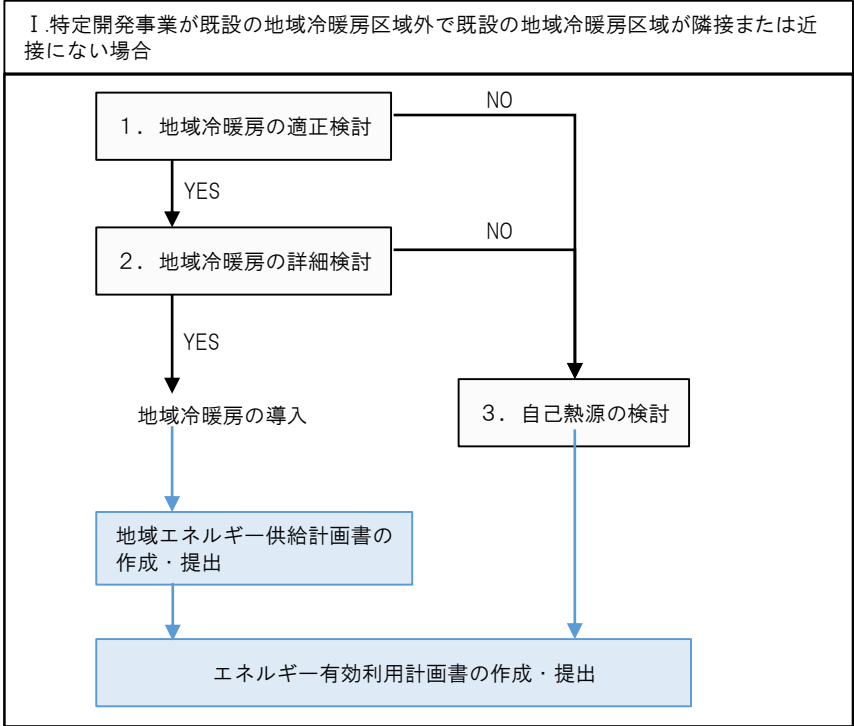 Ⅰ.特定開発事業が既設の地域冷暖房区域外で既設の地域冷暖房区域が隣接または近
接にない場合
1．地域冷暖房の適正検討
NO
YES
2．地域冷暖房の詳細検討
NO
YES
地域冷暖房の導入
3．自己熱源の検討
地域エネルギー供給計画書の
作成・提出
エネルギー有効利用計画書の作成・提出